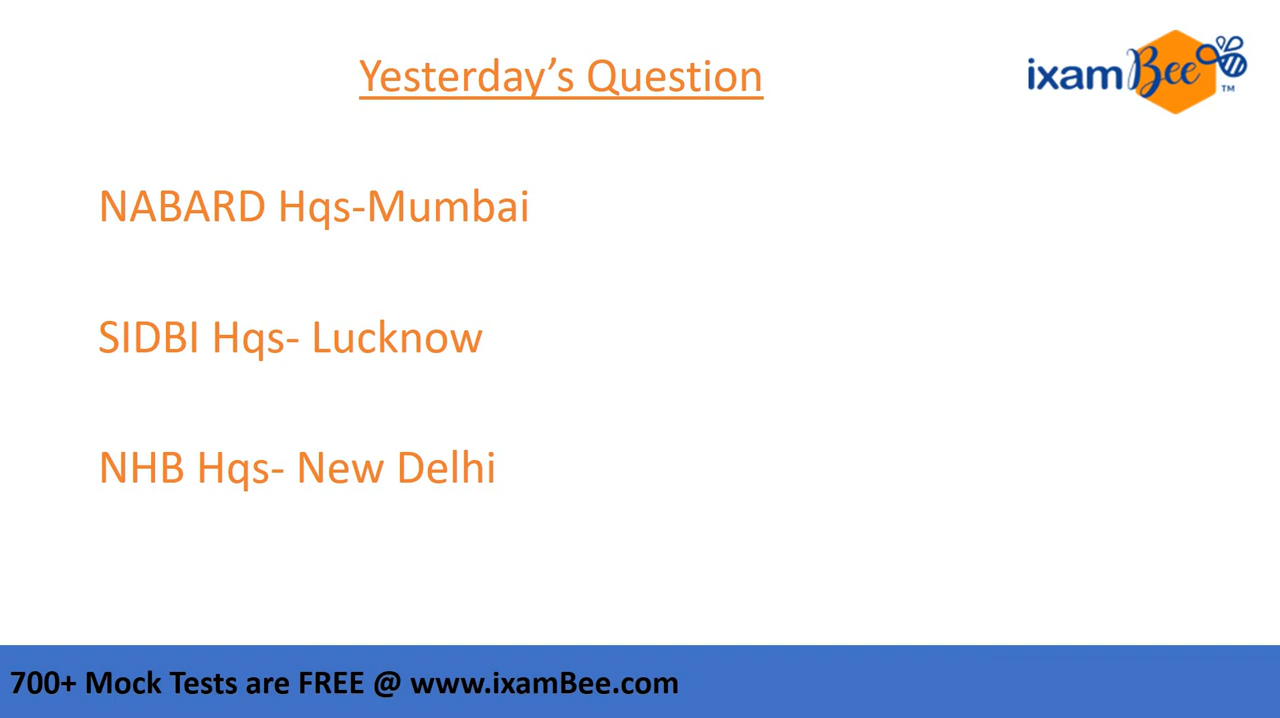 Yesterday’s Question
ixamBee
TM
NABARD Hqs-Mumbai
SIDBI Hqs- Lucknow
NHB Hqs- New Delhi
700+ Mock Tests are FREE @ www.ixamBee.com